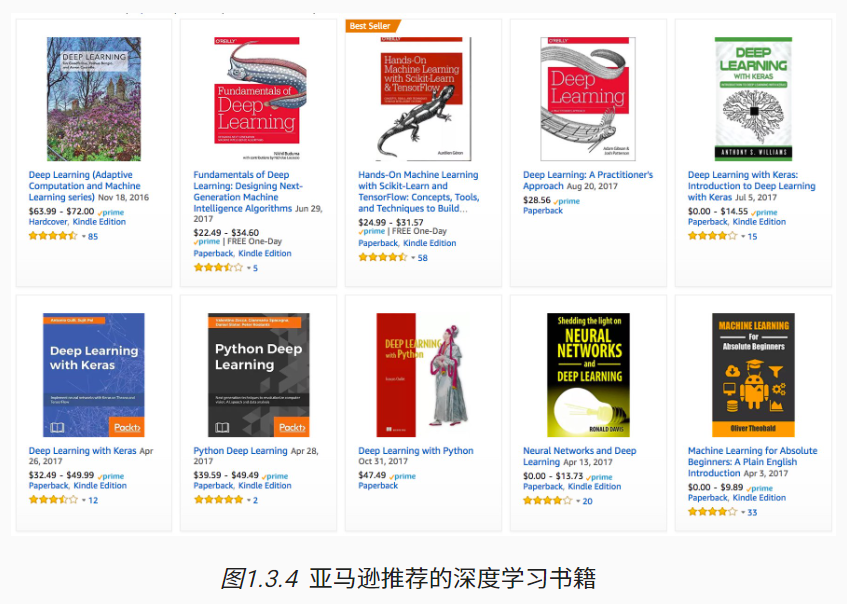 Best Seller
DEEP LEARNING
O'REILLY
Fundamentals of
Deep
Learning
O'REILLY
Hands-On
Machine Learning
with Scikit-Learn
& TensorFlow
Aurélien Géron
O'REILLY
Deep
Learning
Adam Gibson &
Josh Patterson
DEEP
LEARNING
WITH KERAS
ANTHONY S. WILLIAMS
Deep Learning (Adaptive
Computation and Machine
Learning series) Nov 18, 2016
$63.99 - $72.00 prime
Hardcover, Kindle Edition
85
Fundamentals of Deep
Learning: Designing Next-
Generation Machine
Intelligence Algorithms Jun 29,
2017
$22.49 - $34.60
prime | FREE One-Day
Paperback, Kindle Edition
5
Hands-On Machine Learning
with Scikit-Learn and
TensorFlow: Concepts, Tools,
and Techniques to Build...
$24.99 - $31.57
prime | FREE One-Day
Paperback, Kindle Edition
58
Deep Learning: A Practitioner's
Approach Aug 20, 2017
$28.56 prime
Paperback
Deep Learning with Keras:
Introduction to Deep Learning
with Keras Jul 5, 2017
$0.00 - $14.55 prime
Paperback, Kindle Edition
15
Deep Learning
with Keras
Packt
Python Deep
Learning
Packt
DEEP LEARNING
with Python
Shedding the light on
NEURAL
NETWORKS
and
DEEP LEARNING
RONALD DAVIS
MACHINE LEARNING
For
Absolute Beginners
Oliver Theobald
Deep Learning with Keras Apr
26, 2017
$32.49 - $49.99 prime
Paperback, Kindle Edition
12
Python Deep Learning Apr 28,
2017
$39.59 - $49.49 prime
Paperback, Kindle Edition
2
Deep Learning with Python
Oct 31, 2017
$47.49 prime
Paperback
Neural Networks and Deep
Learning Apr 13, 2017
$0.00 - $13.73 prime
Paperback, Kindle Edition
20
Machine Learning for Absolute
Beginners: A Plain English
Introduction Apr 3, 2017
$0.00 - $9.89 prime
Paperback, Kindle Edition
33
图1.3.4 亚马逊推荐的深度学习书籍